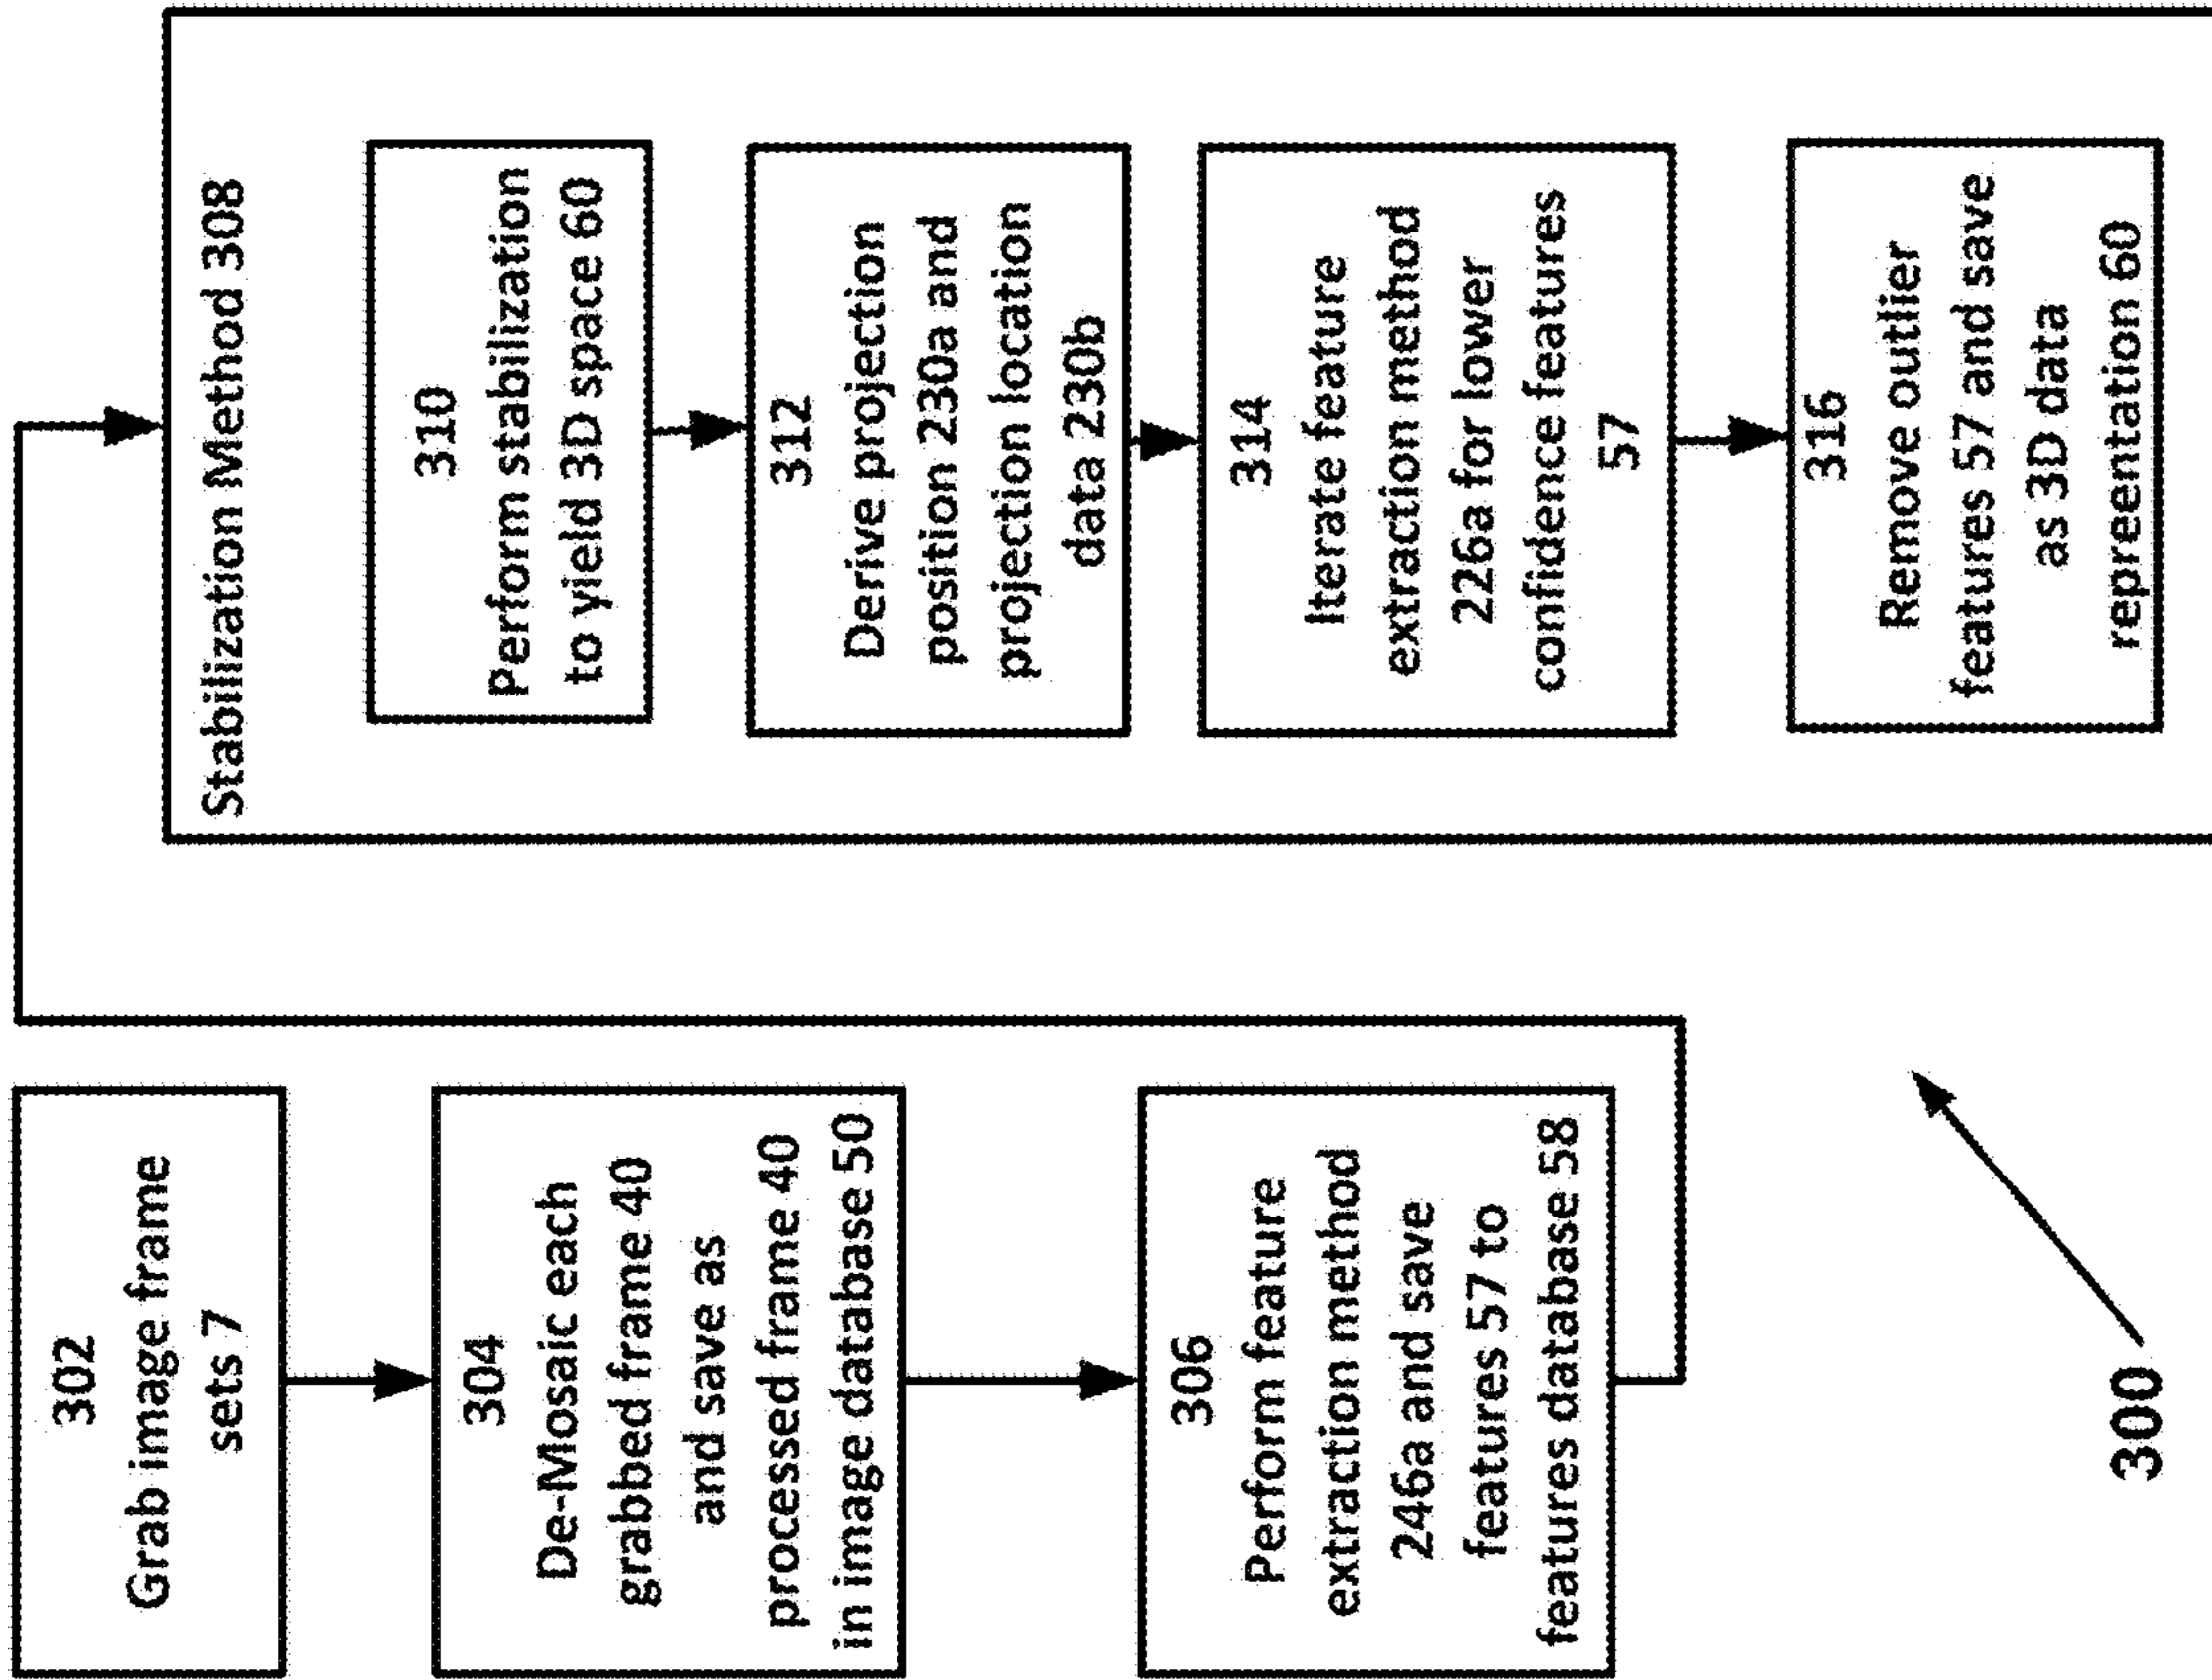 302
Grab image frame
sets 7
304
De-Mosaic each
grabbed frame 40
and save as
processed frame 40
in image database 50
306
Perform feature
extraction method
246a and save
features 57 to
features database 58
Stabilization Method 308
310
Perform stabilization
to yield 3D space 60
312
Derive projection
position 230a and
projection location
data 230b
314
Iterate feature
extraction method
226a for lower
confidence features
57
316
Remove outlier
features 57 and save
as 3D data
repreentation 60
300